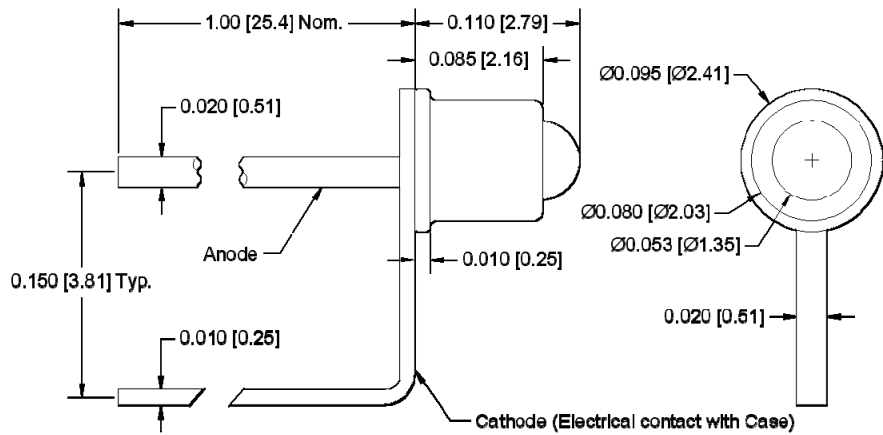 1.00 [25.4] Nom.
0.110 [2.79]
0.085 [2.16]
Ø0.095 [Ø2.41]
0.020 [0.51]
Ø0.080 [Ø2.03]
Ø0.053 [Ø1.35]
Anode
0.010 [0.25]
0.150 [3.81] Typ.
0.020 [0.51]
0.010 [0.25]
Cathode (Electrical contact with Case)